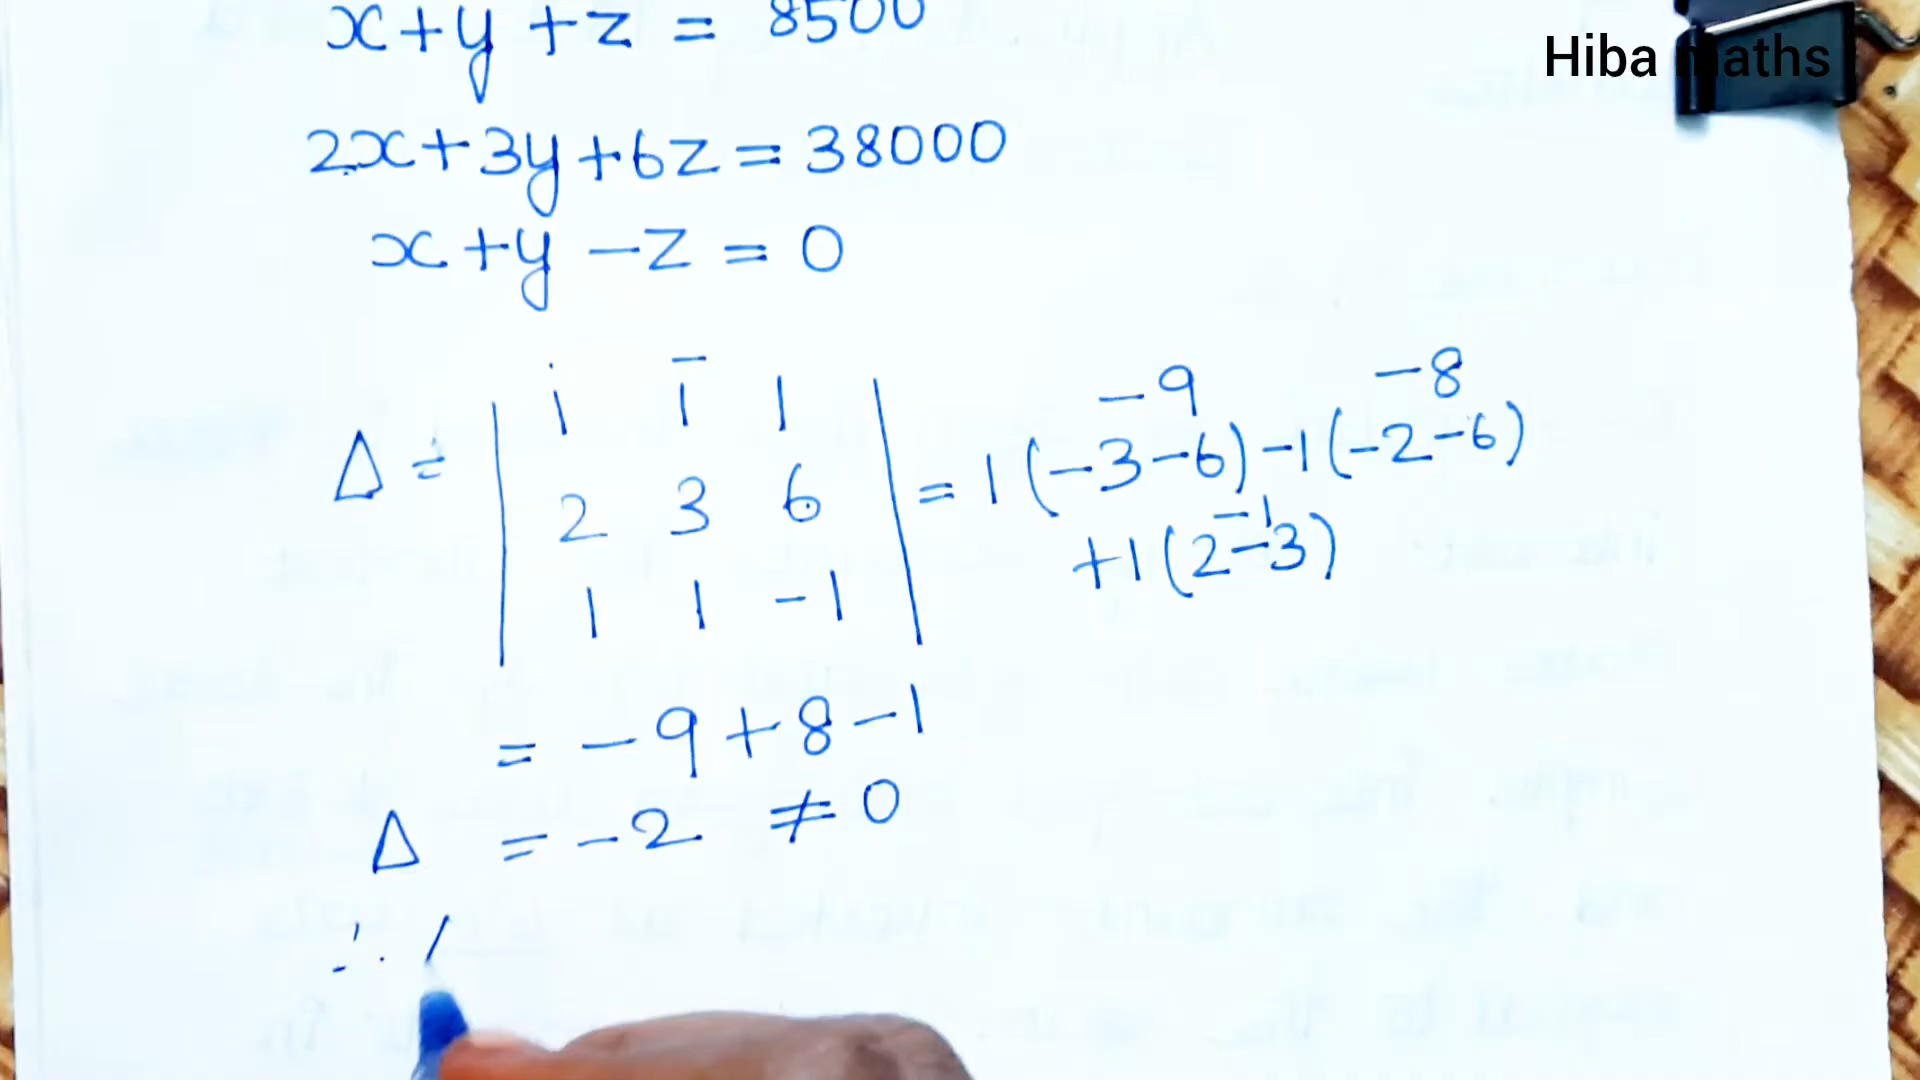 x+y+z = 8500
Hiba maths
2x+3y+6z = 38000
x+y-z = 0
Δ = | 1 1 1 | = 1(-3-6)-1(-2-6)
-9 -8
| 2 3 6 | +1(2-3)
-1
| 1 1 -1 |
= -9+8-1
Δ = -2 ≠ 0
∴